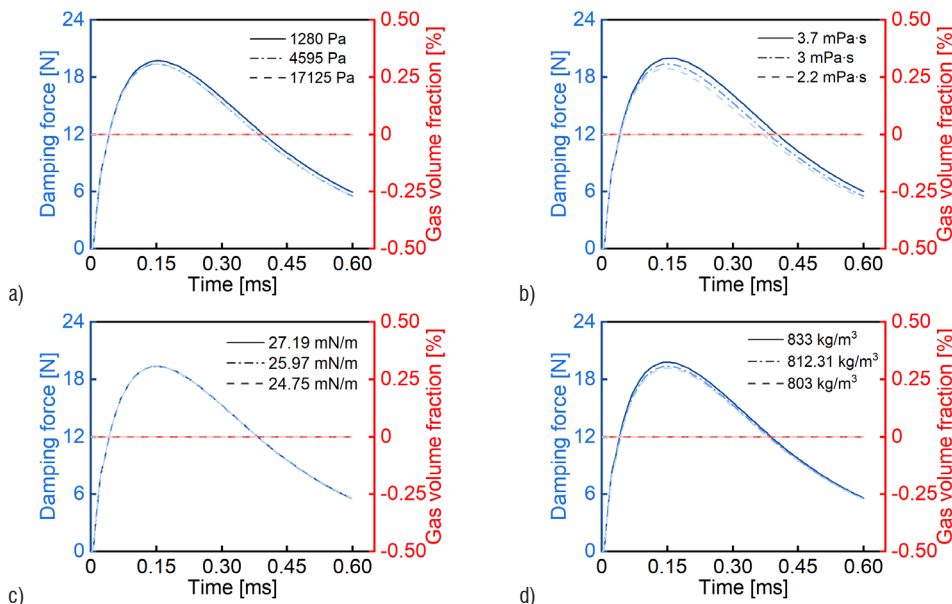 24
18
12
6
0
Damping force [N]
1280 Pa
4595 Pa
17125 Pa
0.50
0.25
0
-0.25
-0.50
Gas volume fraction [%]
0 0.15 0.30 0.45 0.60
Time [ms]
a)
24
18
12
6
0
Damping force [N]
3.7 mPa·s
3 mPa·s
2.2 mPa·s
0.50
0.25
0
-0.25
-0.50
Gas volume fraction [%]
0 0.15 0.30 0.45 0.60
Time [ms]
b)
24
18
12
6
0
Damping force [N]
27.19 mN/m
25.97 mN/m
24.75 mN/m
0.50
0.25
0
-0.25
-0.50
Gas volume fraction [%]
0 0.15 0.30 0.45 0.60
Time [ms]
c)
24
18
12
6
0
Damping force [N]
833 kg/m³
812.31 kg/m³
803 kg/m³
0.50
0.25
0
-0.25
-0.50
Gas volume fraction [%]
0 0.15 0.30 0.45 0.60
Time [ms]
d)